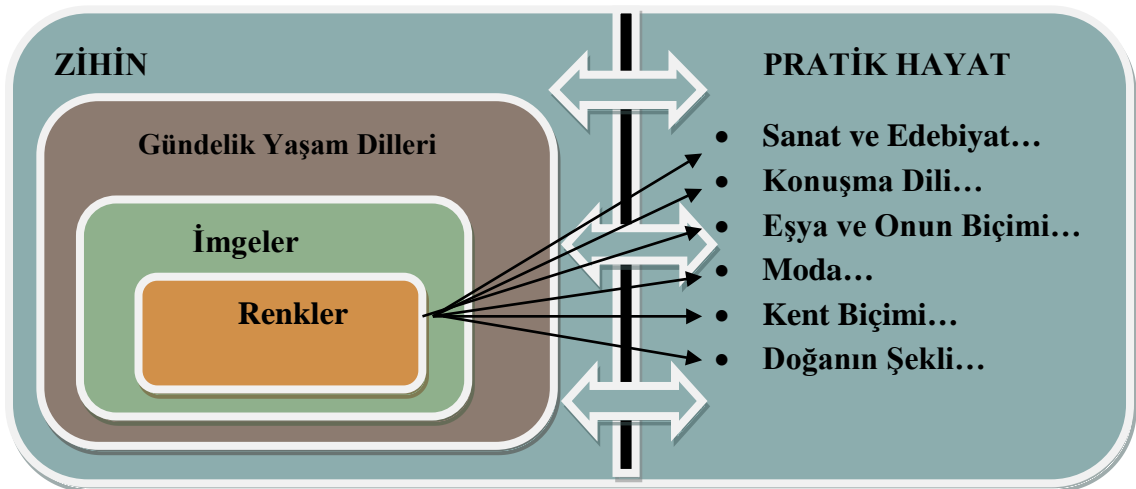 ZİHİN
Gündelik Yaşam Dilleri
İmgeler
Renkler
PRATİK HAYAT
• Sanat ve Edebiyat…
• Konuşma Dili…
• Eşya ve Onun Biçimi…
• Moda…
• Kent Biçimi…
• Doğanın Şekli…